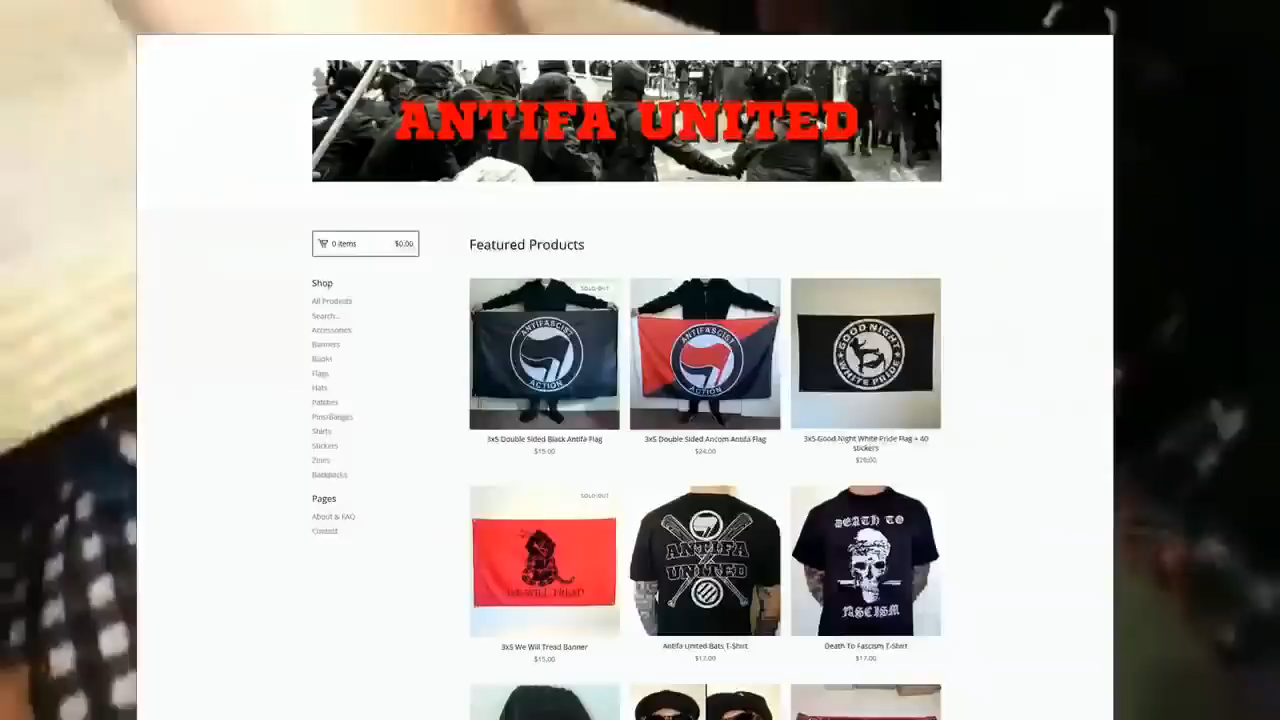 ANTIFA UNITED
0 items $0.00
Featured Products
Shop
All Products
Search...
Accessories
Banners
Books
Flags
Hats
Patches
Pins/Badges
Shirts
Stickers
Zines
Backpacks
Pages
About & FAQ
Contact
SOLD OUT
ANTIFASCIST
ACTION
3x5 Double Sided Black Antifa Flag
$15.00
ANTIFASCIST
ACTION
3x5 Double Sided Ancom Antifa Flag
$24.00
GOOD NIGHT
WHITE PRIDE
3x5 Good Night White Pride Flag + 40
stickers
$20.00
SOLD OUT
WE WILL TREAD
3x5 We Will Tread Banner
$15.00
ANTIFA
UNITED
Antifa United Bats T-Shirt
$17.00
DEATH TO
FASCISM
Death To Fascism T-Shirt
$17.00